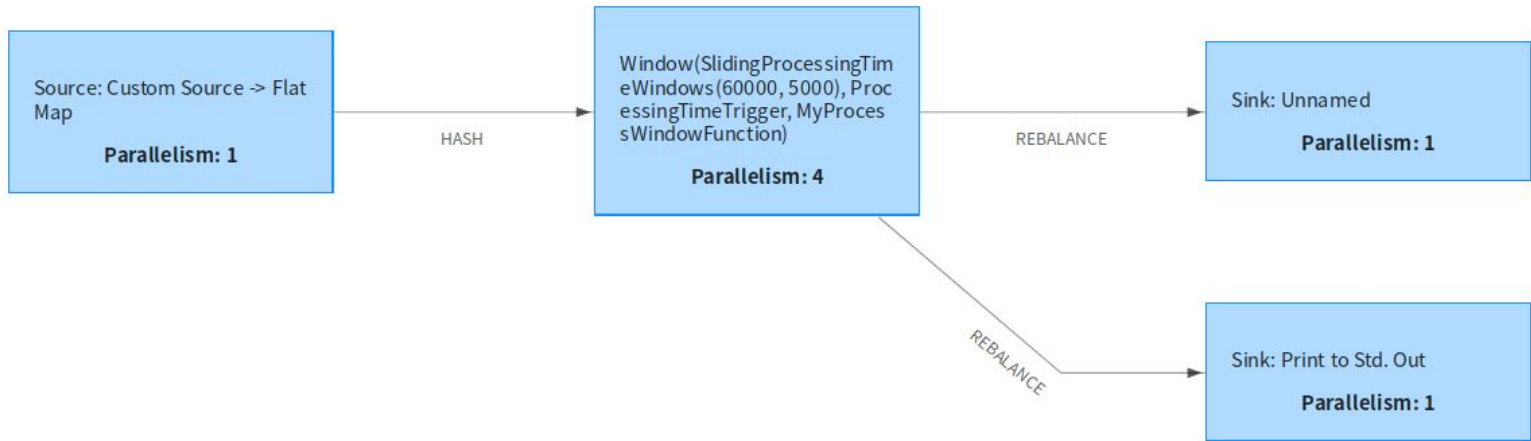 Source: Custom Source -> Flat
Map
Parallelism: 1
HASH
Window(SlidingProcessingTim
eWindows(60000, 5000), Proc
essingTimeTrigger, MyProces
sWindowFunction)
Parallelism: 4
REBALANCE
Sink: Unnamed
Parallelism: 1
REBALANCE
Sink: Print to Std. Out
Parallelism: 1